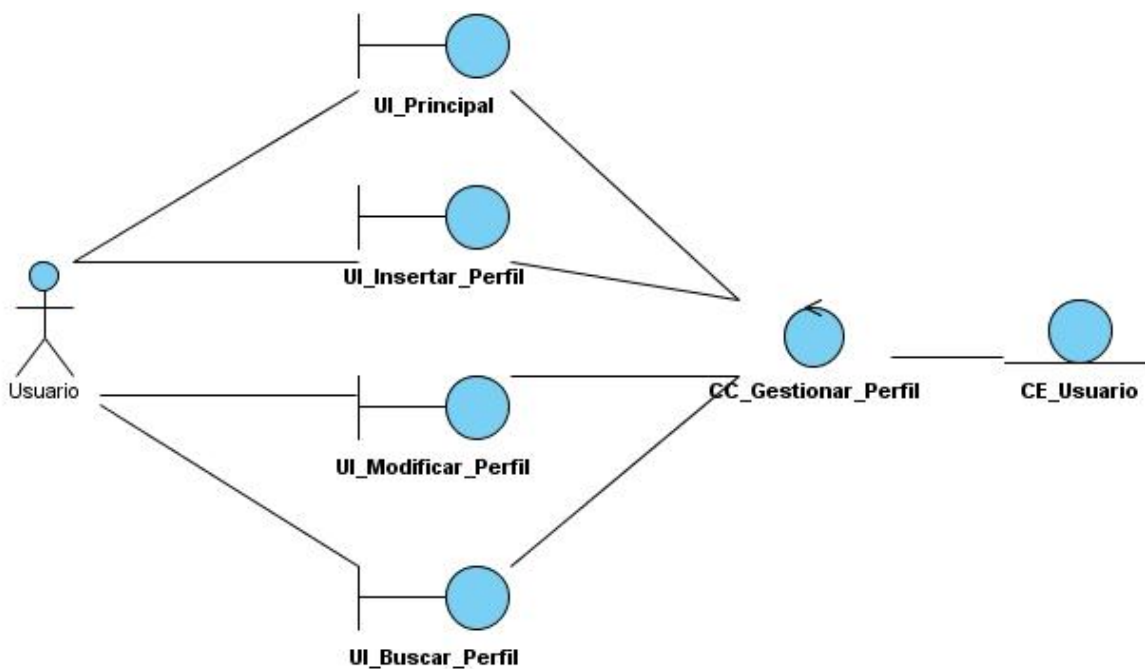 UI_Principal
UI_Insertar_Perfil
Usuario
CC_Gestionar_Perfil
CE_Usuario
UI_Modificar_Perfil
UI_Buscar_Perfil